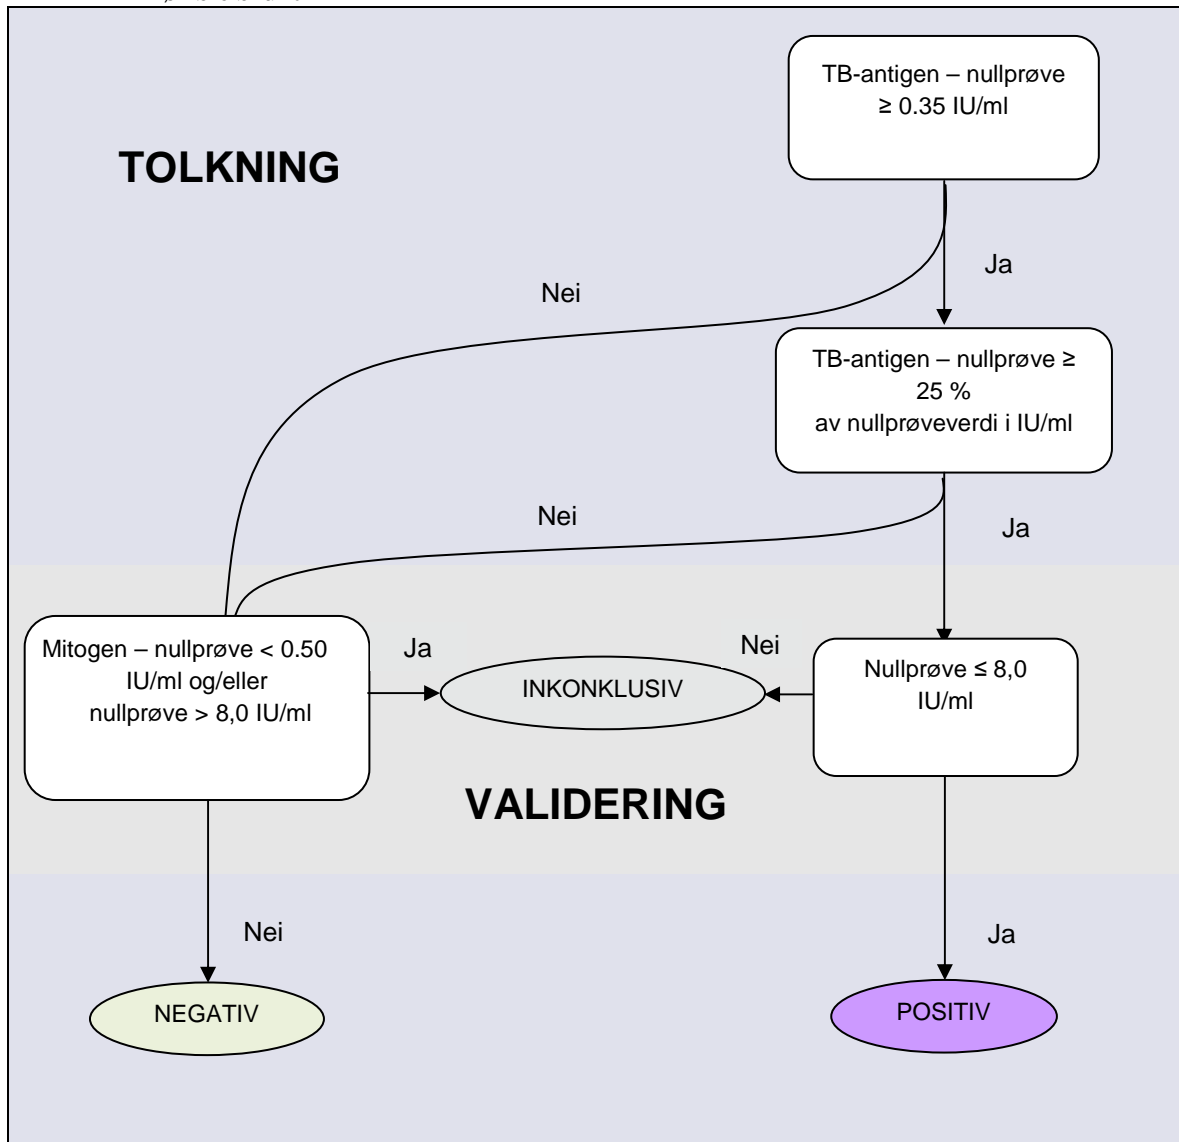 TB-antigen – nullprøve
≥ 0.35 IU/ml
TOLKNING
Ja
Nei
TB-antigen – nullprøve ≥
25 %
av nullprøveverdi i IU/ml
Nei
Ja
Mitogen – nullprøve < 0.50
IU/ml og/eller
nullprøve > 8,0 IU/ml
Ja
INKONKLUSIV
Nei
Nullprøve ≤ 8,0
IU/ml
VALIDERING
Nei
Ja
NEGATIV
POSITIV